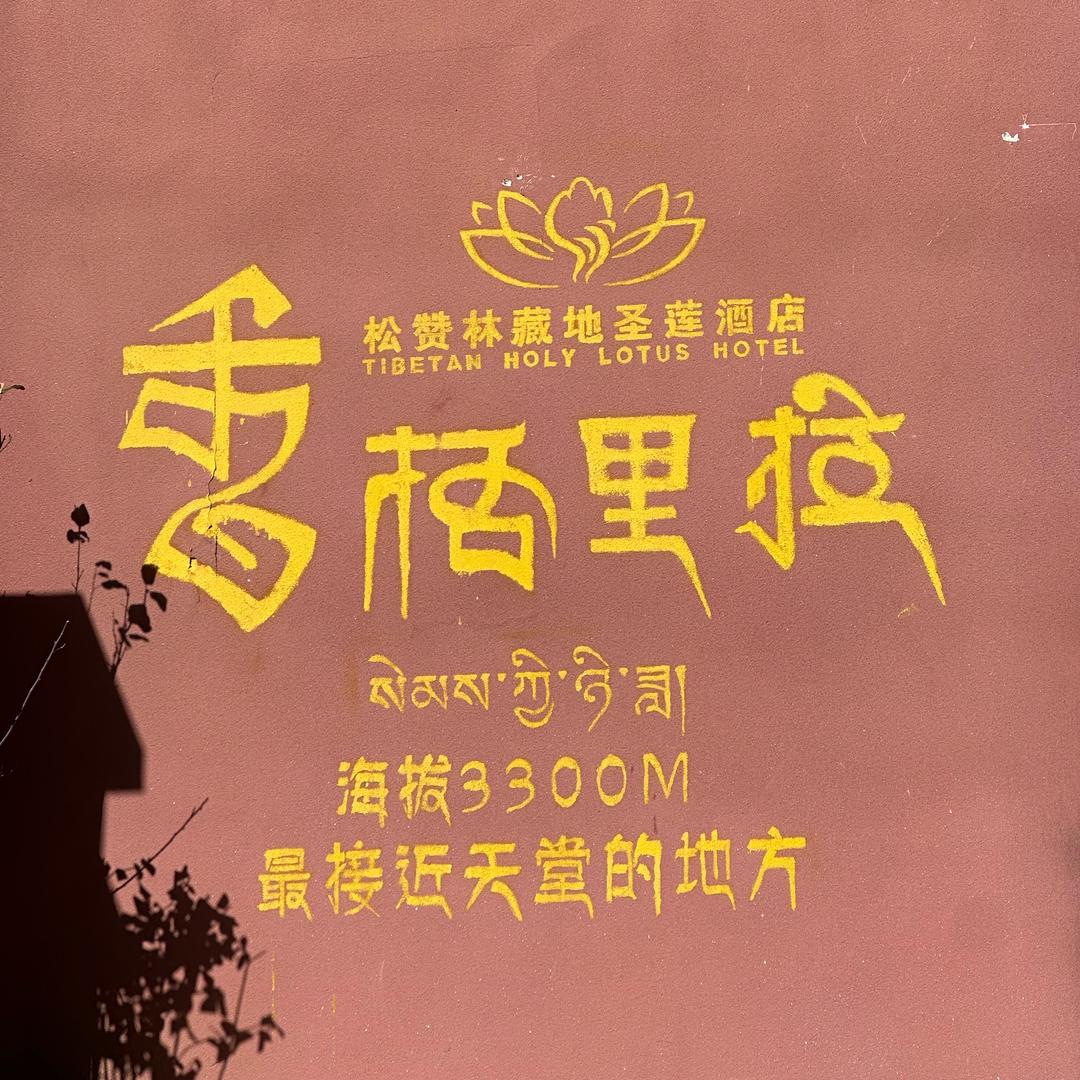 松赞林藏地圣莲酒店
TIBETAN HOLY LOTUS HOTEL
香格里拉
སེམས་ཀྱི་ཉི་ཟླ།
海拔3300M
最接近天堂的地方